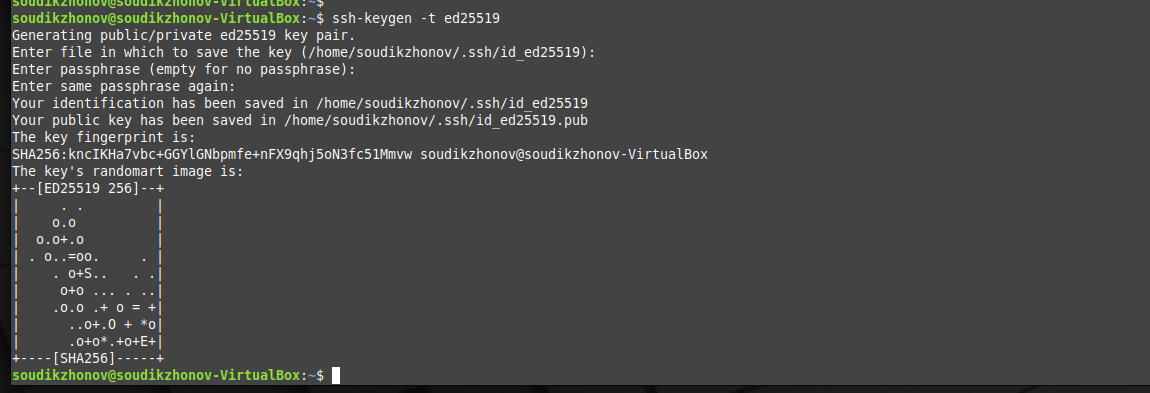 soudikzhonov@soudikzhonov-VirtualBox:~$
soudikzhonov@soudikzhonov-VirtualBox:~$ ssh-keygen -t ed25519
Generating public/private ed25519 key pair.
Enter file in which to save the key (/home/soudikzhonov/.ssh/id_ed25519):
Enter passphrase (empty for no passphrase):
Enter same passphrase again:
Your identification has been saved in /home/soudikzhonov/.ssh/id_ed25519
Your public key has been saved in /home/soudikzhonov/.ssh/id_ed25519.pub
The key fingerprint is:
SHA256:kncIKHa7vbc+GGYlGNbpmfe+nFX9qhj5oN3fc51Mmvw soudikzhonov@soudikzhonov-VirtualBox
The key's randomart image is:
+--[ED25519 256]--+
|     . .         |
|    o.o          |
|  o.o+.o         |
| . o..=oo.     . |
|    . o+S..   . .|
|     o+o ... . ..|
|    .o.o .+ o = +|
|      ..o+.O + *o|
|      .o+o*.+o+E+|
+----[SHA256]-----+
soudikzhonov@soudikzhonov-VirtualBox:~$